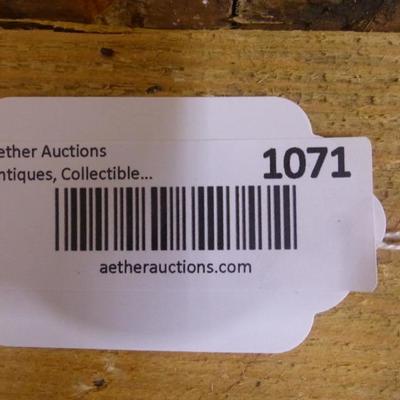 ether Auctions 1071
ntiques, Collectible...
aetherauctions.com